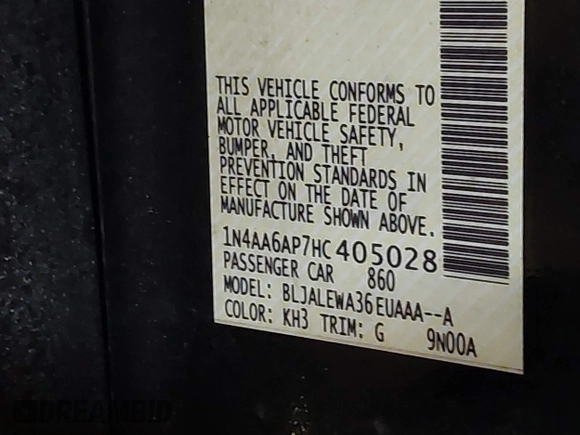 THIS VEHICLE CONFORMS TO
ALL APPLICABLE FEDERAL
MOTOR VEHICLE SAFETY,
BUMPER, AND THEFT
PREVENTION STANDARDS IN
EFFECT ON THE DATE OF
MANUFACTURE SHOWN ABOVE.
1N4AA6AP7HC405028
PASSENGER CAR 860
MODEL: BLJALEWA36EUAAA--A
COLOR: KH3 TRIM: G 9N00A
DREAMBID